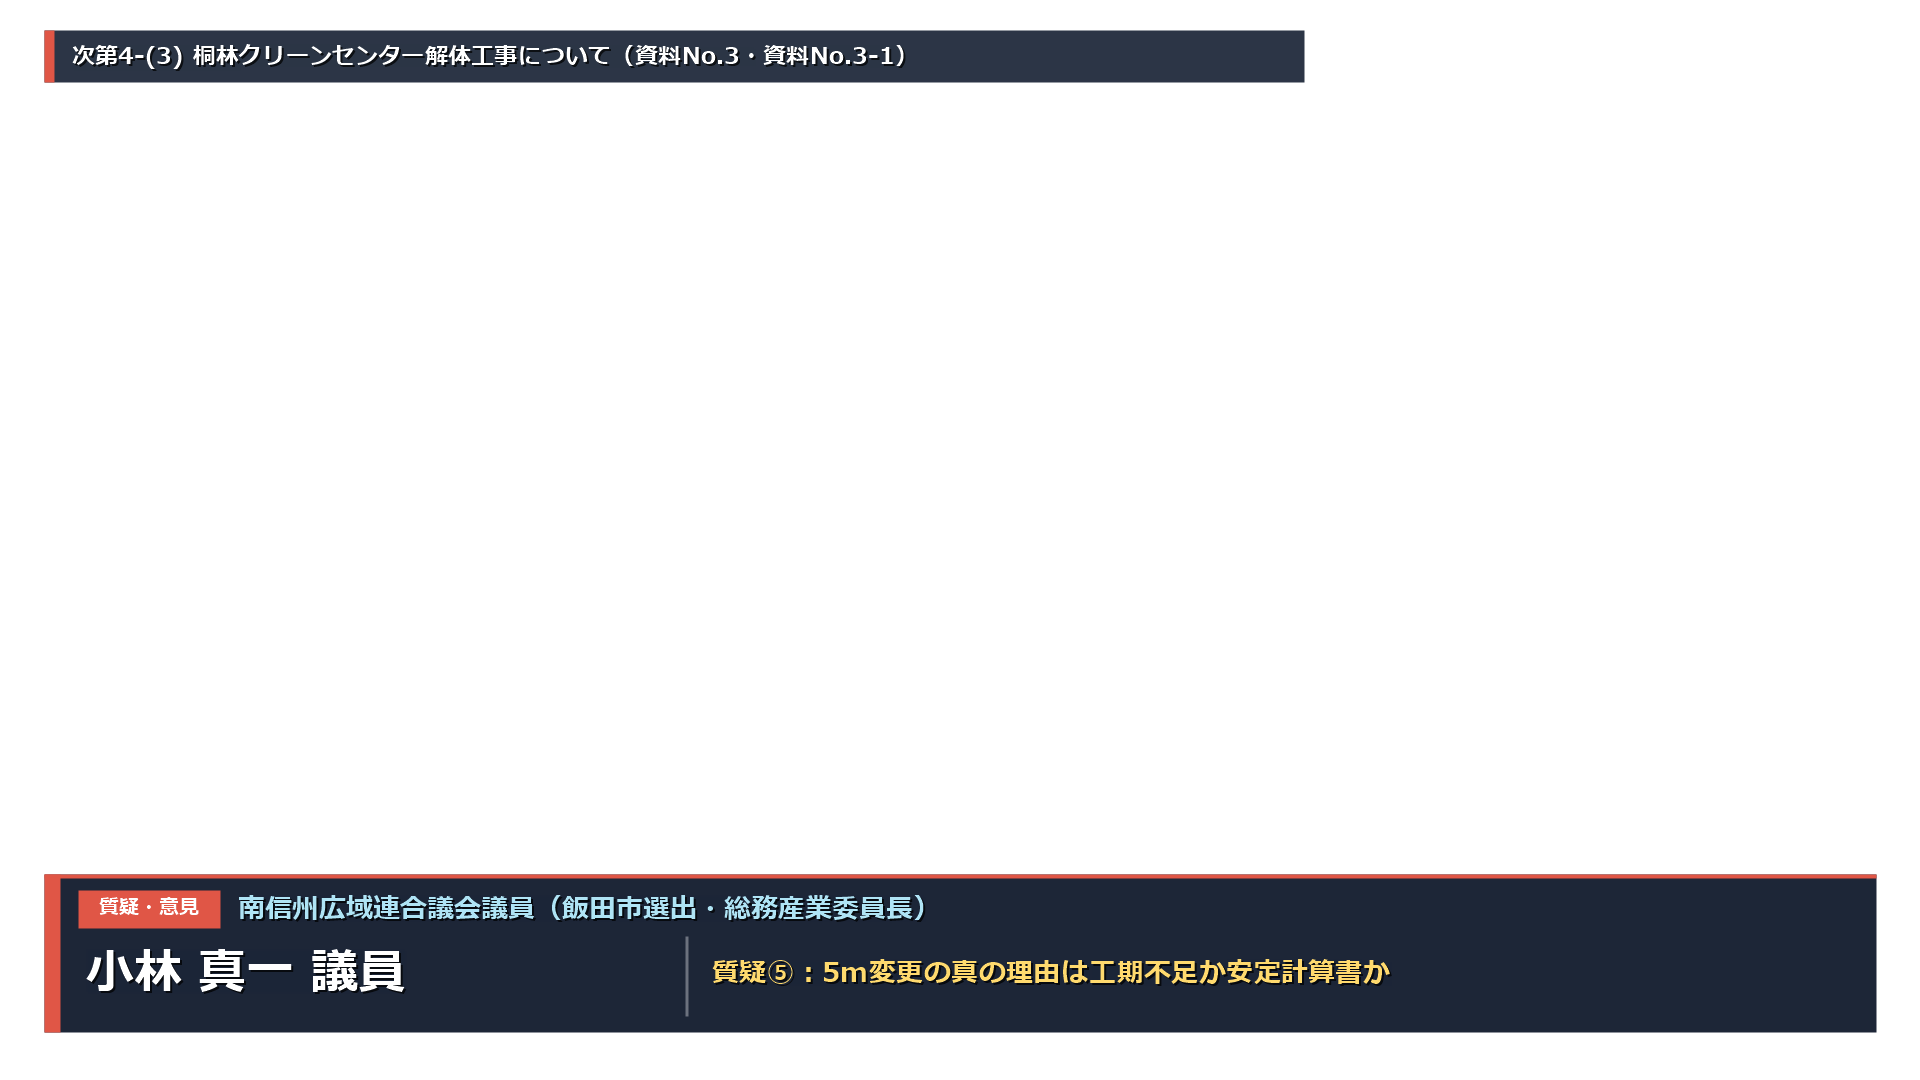 次第4-(3) 桐林クリーンセンター解体工事について（資料No.3・資料No.3-1）
質疑・意見
南信州広域連合議会議員（飯田市選出・総務産業委員長）
小林 真一 議員
質疑⑤：5m変更の真の理由は工期不足か安定計算書か